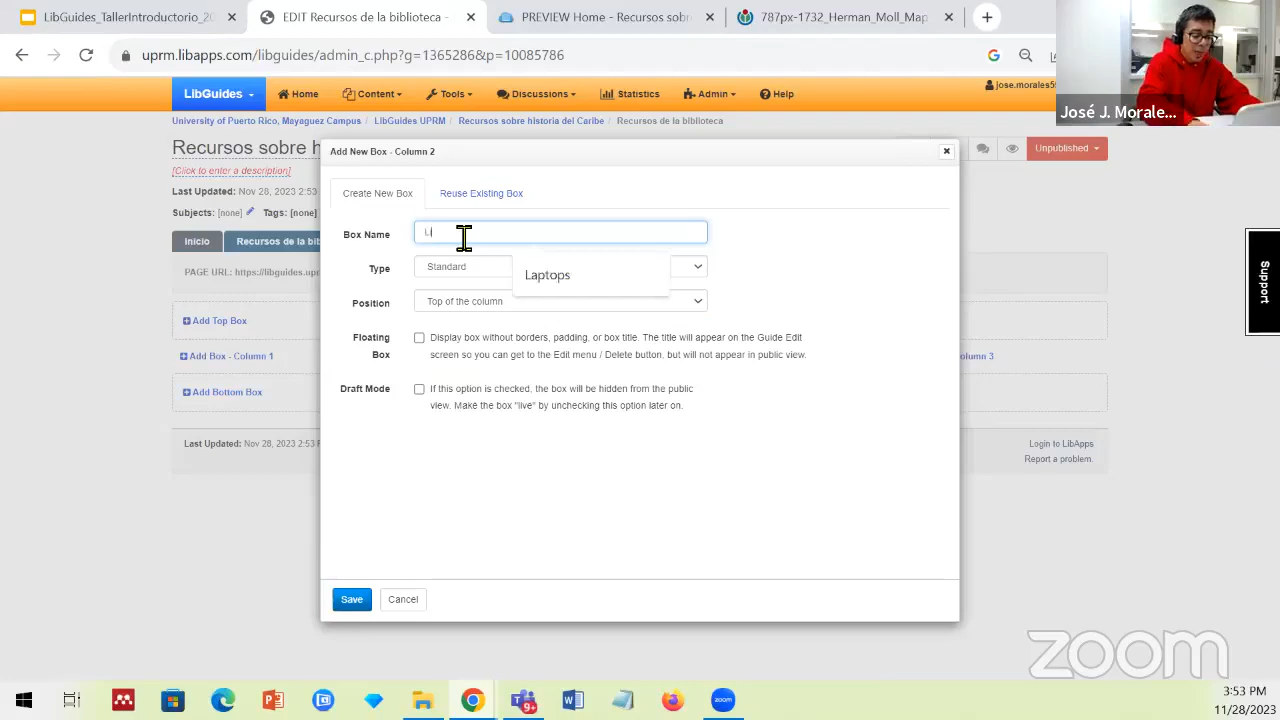 LibGuides_TallerIntroductorio_20
EDIT Recursos de la biblioteca -
PREVIEW Home - Recursos sobre
787px-1732_Herman_Moll_Map
uprm.libapps.com/libguides/admin_c.php?g=1365286&p=10085786
José J. Morale...
LibGuides Home Content Tools Discussions Statistics Admin Help
jose.morales5
University of Puerto Rico, Mayaguez Campus / LibGuides UPRM / Recursos sobre historia del Caribe / Recursos de la biblioteca
Recursos sobre h
Unpublished
[Click to enter a description]
Last Updated: Nov 28, 2023 2:53
Subjects: [none] Tags: [none]
Inicio Recursos de la bib
PAGE URL: https://libguides.upr
Add Top Box
Add Box - Column 1
olumn 3
Add Bottom Box
Last Updated: Nov 28, 2023 2:53 P
Login to LibApps
Report a problem.
Add New Box - Column 2
Create New Box Reuse Existing Box
Box Name Li
Type Standard
Laptops
Position Top of the column
Floating Box Display box without borders, padding, or box title. The title will appear on the Guide Edit
screen so you can get to the Edit menu / Delete button, but will not appear in public view.
Draft Mode If this option is checked, the box will be hidden from the public
view. Make the box "live" by unchecking this option later on.
Save Cancel
Support
zoom
9+
zoom
3:53 PM
11/28/2023